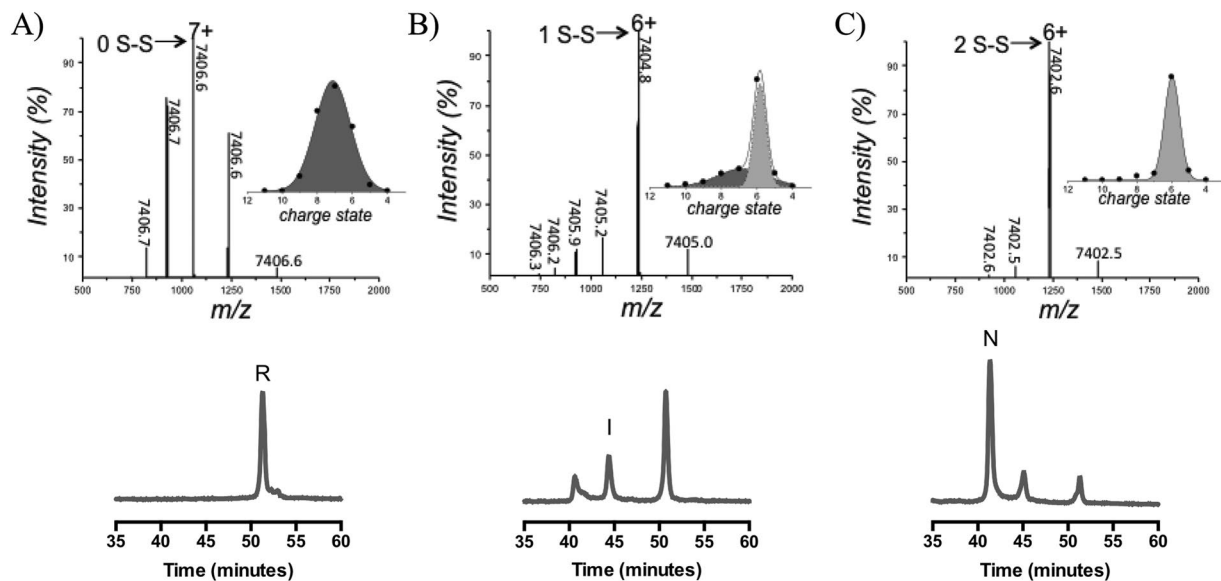 A)
0 S-S
7+
7406.6
7406.7
7406.7
7406.6
7406.6
Intensity (%)
90
70
50
30
10
500 750 1000 1250 1500 1750 2000
m/z
12 10 8 6 4
charge state
B)
1 S-S
6+
7404.8
7406.3
7406.2
7405.9
7405.2
7405.0
Intensity (%)
90
70
50
30
10
500 750 1000 1250 1500 1750 2000
m/z
12 10 8 6 4
charge state
C)
2 S-S
6+
7402.6
7402.6
7402.5
7402.5
Intensity (%)
90
70
50
30
10
500 750 1000 1250 1500 1750 2000
m/z
12 10 8 6 4
charge state
R
35 40 45 50 55 60
Time (minutes)
I
35 40 45 50 55 60
Time (minutes)
N
35 40 45 50 55 60
Time (minutes)